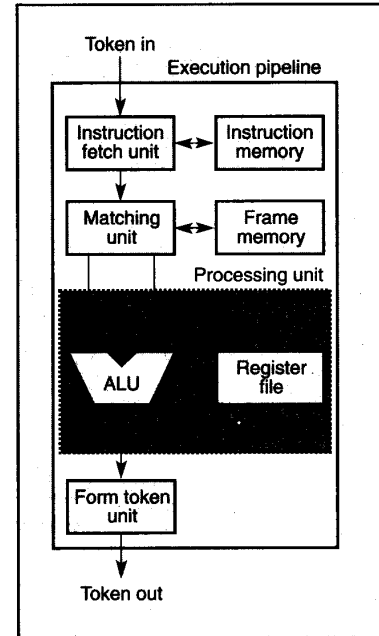 Token in
Execution pipeline
Instruction
fetch unit
Instruction
memory
Matching
unit
Frame
memory
Processing unit
ALU
Register
file
Form token
unit
Token out